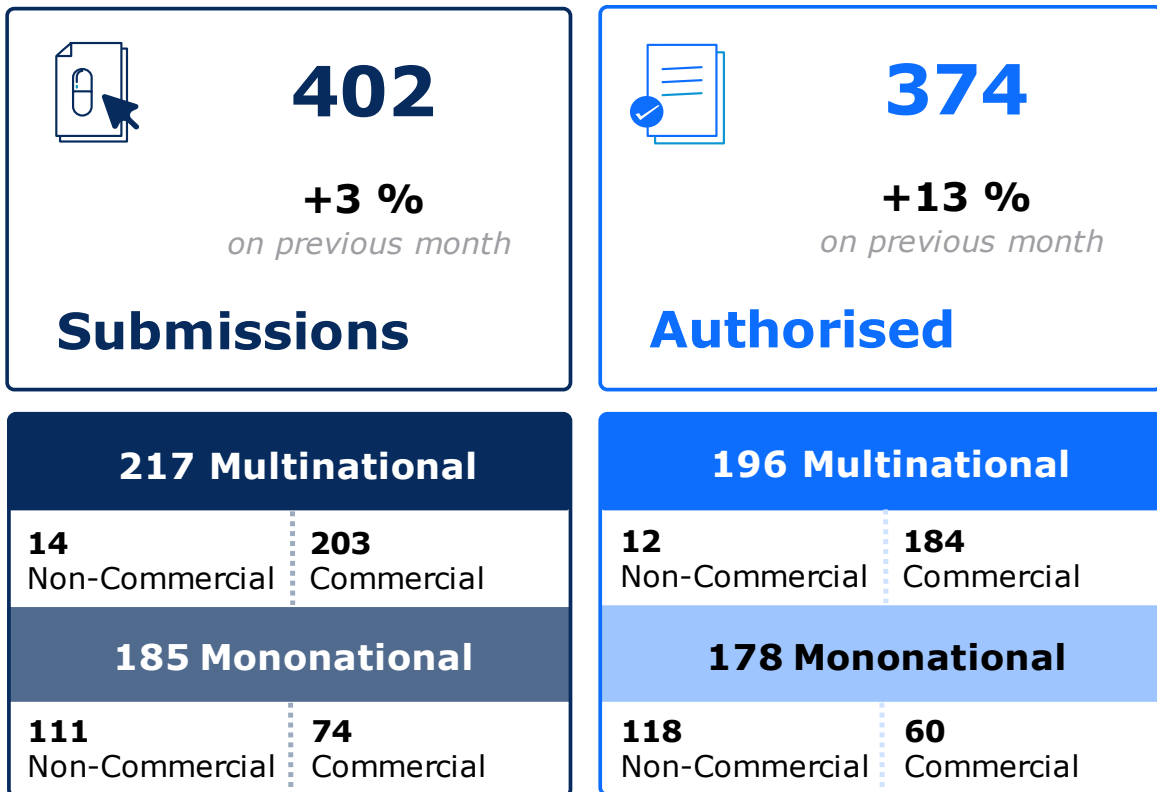 402
+3 %
on previous month
Submissions
374
+13 %
on previous month
Authorised
217 Multinational
14
Non-Commercial
203
Commercial
185 Mononational
111
Non-Commercial
74
Commercial
196 Multinational
12
Non-Commercial
184
Commercial
178 Mononational
118
Non-Commercial
60
Commercial